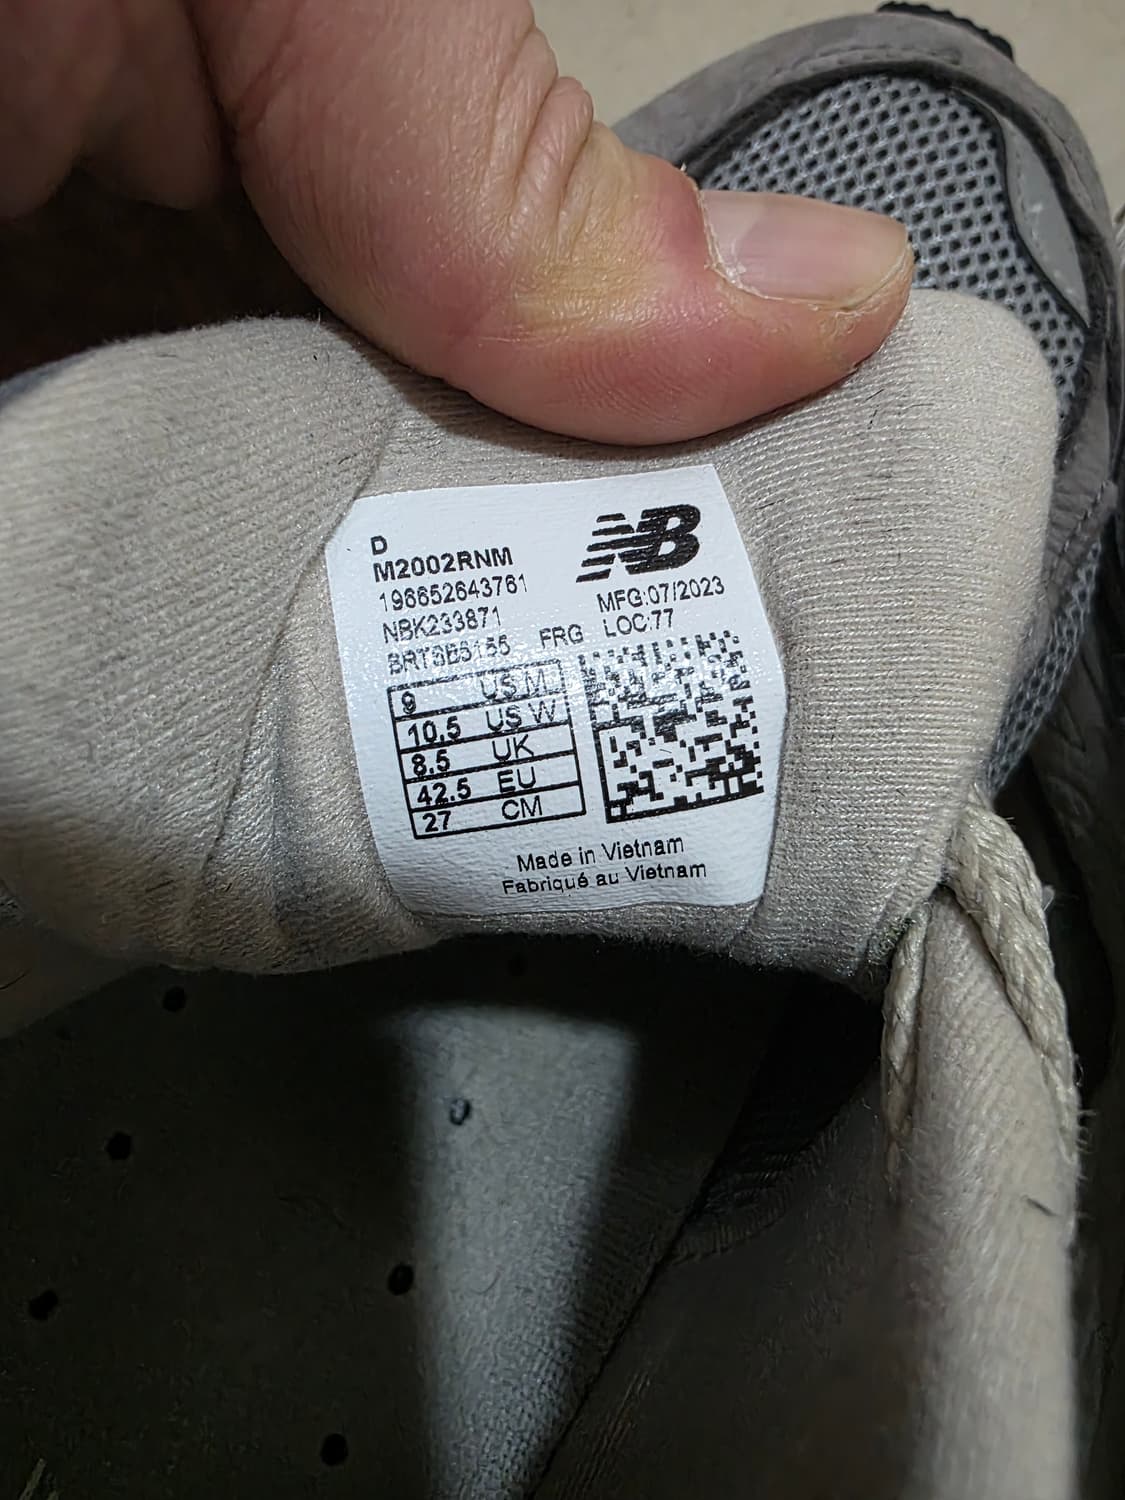 D
M2002RNM
196652643761
NBK233871
FRG
NB
MFG:07/2023
LOC:77
9 US M
10.5 US W
8.5 UK
42.5 EU
27 CM
Made in Vietnam
Fabriqué au Vietnam